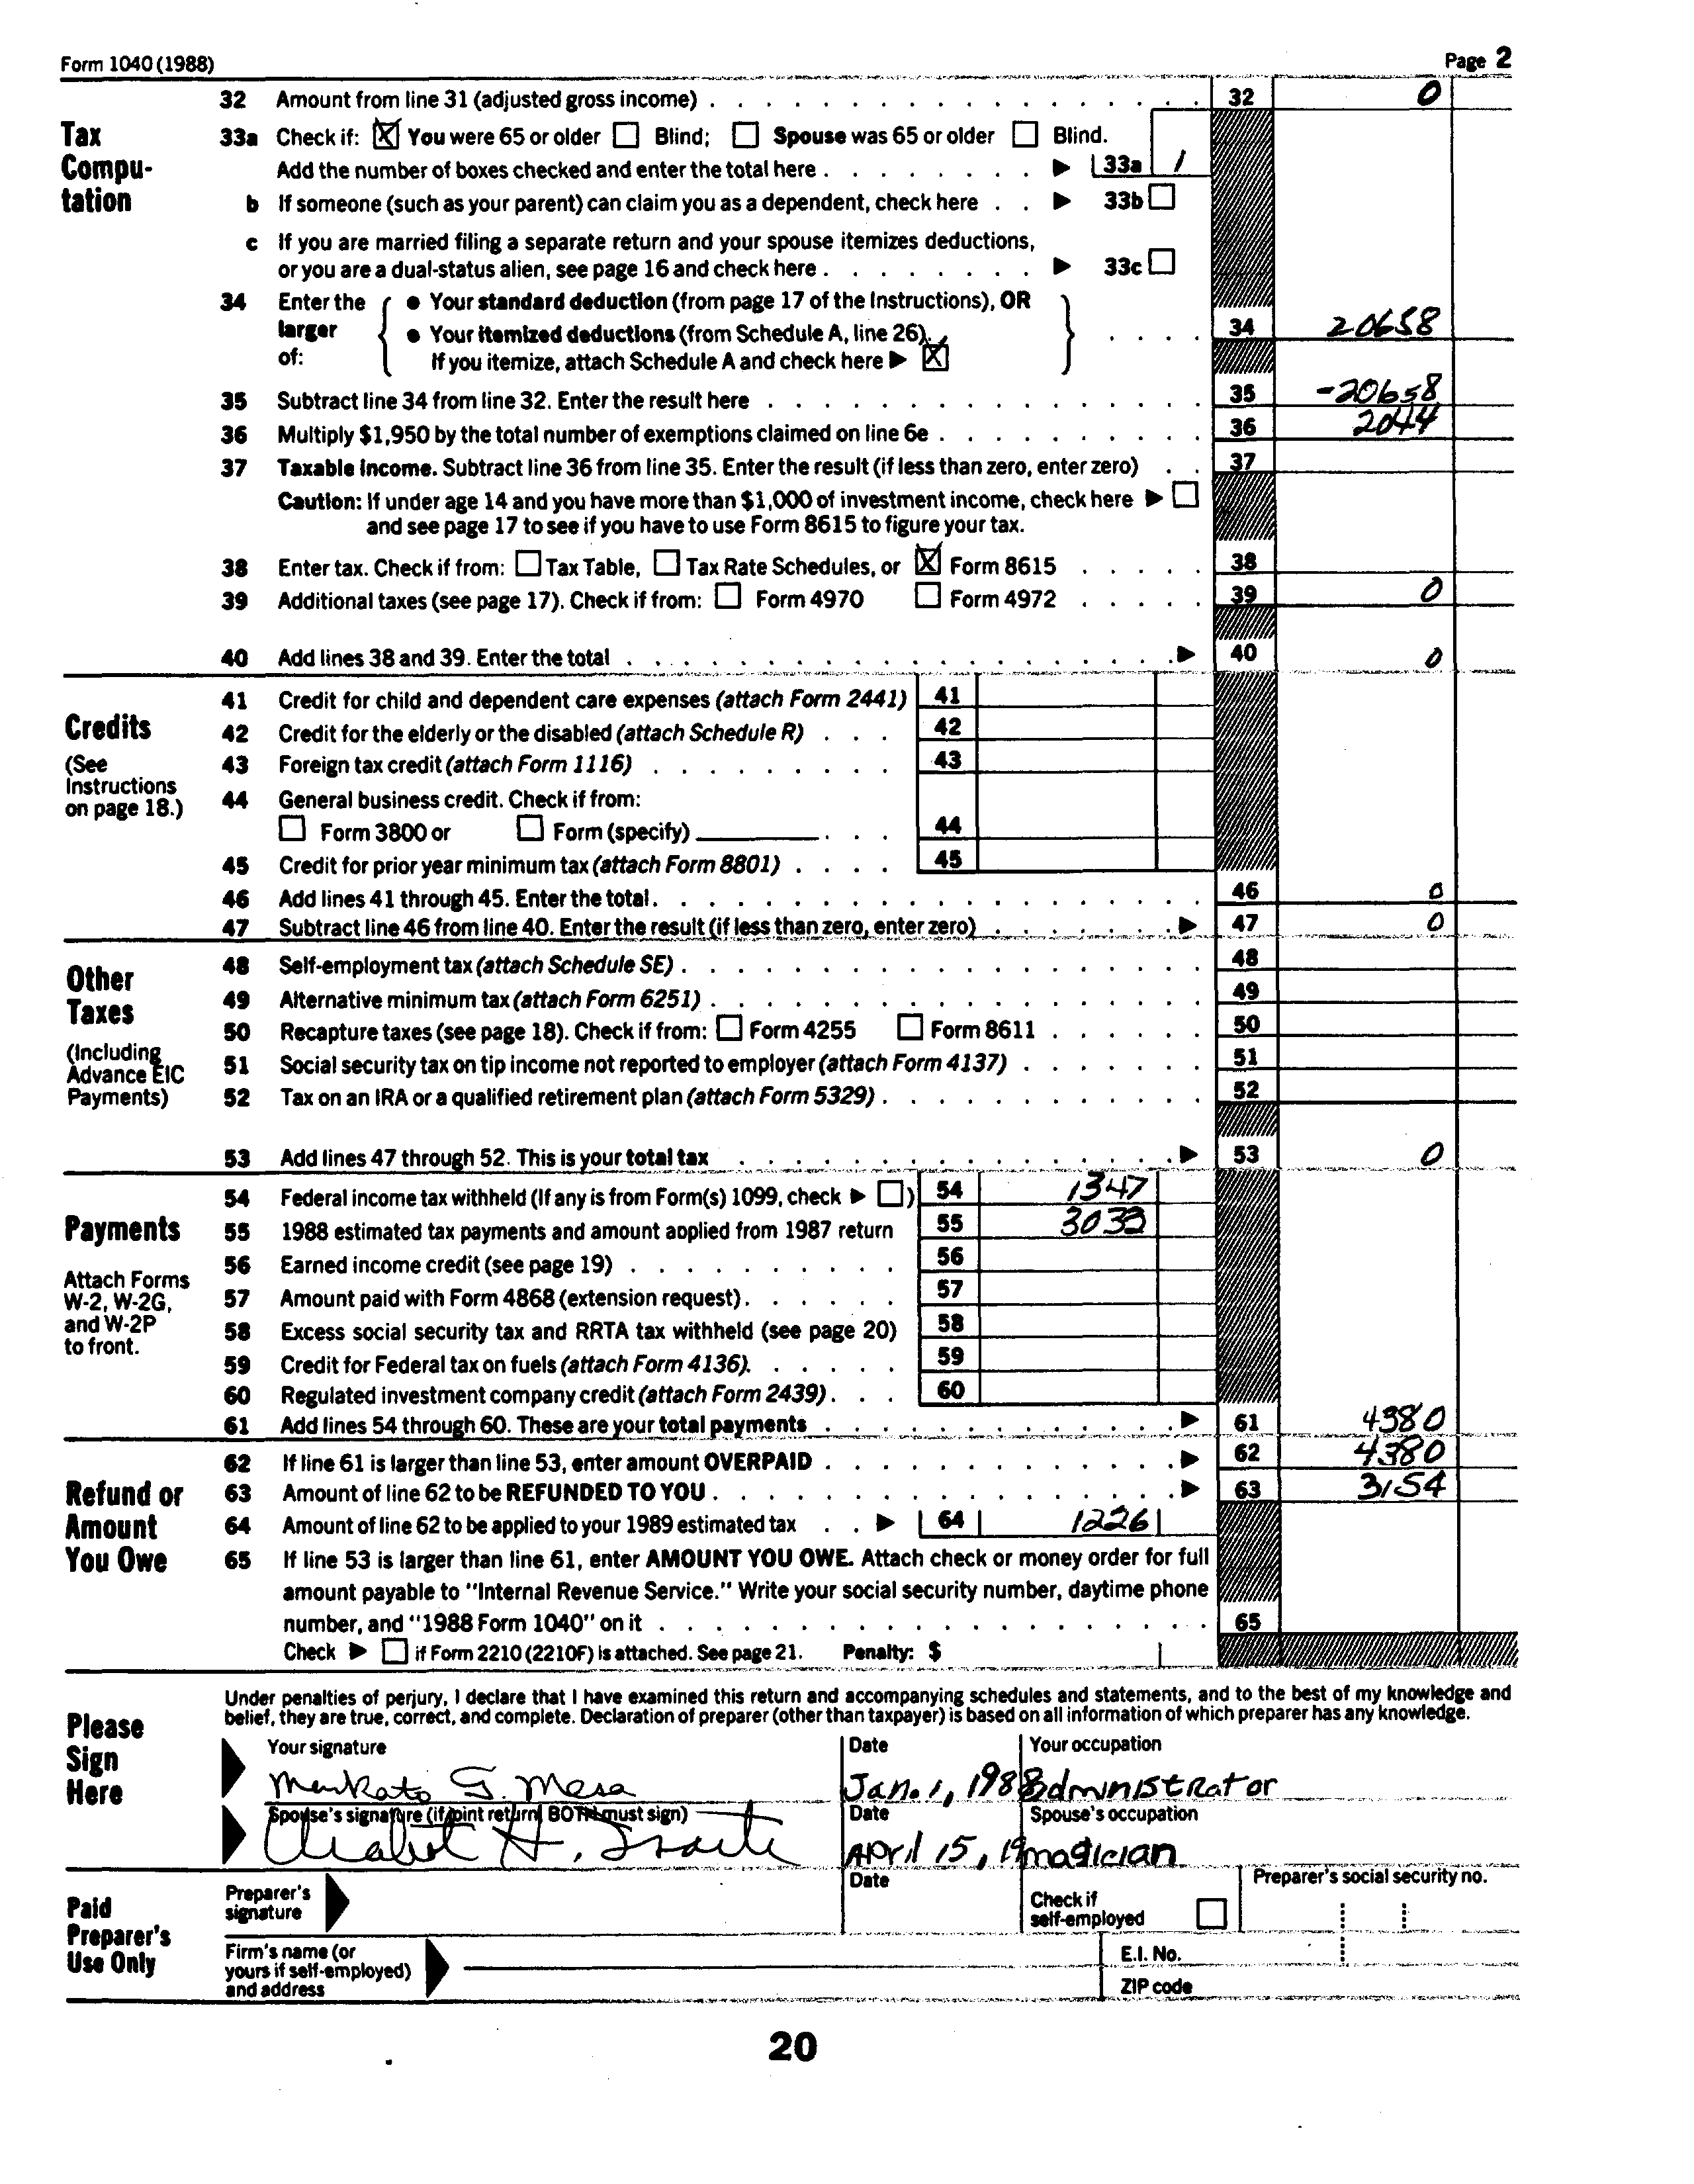 Form 1040 (1988) Page 2
32 Amount from line 31 (adjusted gross income) 32 0
Tax Compu-tation
33a Check if: ☒ You were 65 or older ☐ Blind; ☐ Spouse was 65 or older ☐ Blind.
Add the number of boxes checked and enter the total here ▶ 33a 1
b If someone (such as your parent) can claim you as a dependent, check here ▶ 33b ☐
c If you are married filing a separate return and your spouse itemizes deductions,
or you are a dual-status alien, see page 16 and check here ▶ 33c ☐
34 Enter the larger of: { ● Your standard deduction (from page 17 of the Instructions), OR
● Your itemized deductions (from Schedule A, line 26). } 34 20658
If you itemize, attach Schedule A and check here ▶ ☒
35 Subtract line 34 from line 32. Enter the result here 35 -20658
36 Multiply $1,950 by the total number of exemptions claimed on line 6e 36 2044
37 Taxable income. Subtract line 36 from line 35. Enter the result (if less than zero, enter zero) 37
Caution: If under age 14 and you have more than $1,000 of investment income, check here ▶ ☐
and see page 17 to see if you have to use Form 8615 to figure your tax.
38 Enter tax. Check if from: ☐ Tax Table, ☐ Tax Rate Schedules, or ☒ Form 8615 38
39 Additional taxes (see page 17). Check if from: ☐ Form 4970 ☐ Form 4972 39 0
40 Add lines 38 and 39. Enter the total ▶ 40 0
Credits
(See Instructions on page 18.)
41 Credit for child and dependent care expenses (attach Form 2441) 41
42 Credit for the elderly or the disabled (attach Schedule R) 42
43 Foreign tax credit (attach Form 1116) 43
44 General business credit. Check if from:
☐ Form 3800 or ☐ Form (specify) 44
45 Credit for prior year minimum tax (attach Form 8801) 45
46 Add lines 41 through 45. Enter the total 46 0
47 Subtract line 46 from line 40. Enter the result (if less than zero, enter zero) ▶ 47 0
Other Taxes
(Including Advance EIC Payments)
48 Self-employment tax (attach Schedule SE) 48
49 Alternative minimum tax (attach Form 6251) 49
50 Recapture taxes (see page 18). Check if from: ☐ Form 4255 ☐ Form 8611 50
51 Social security tax on tip income not reported to employer (attach Form 4137) 51
52 Tax on an IRA or a qualified retirement plan (attach Form 5329) 52
53 Add lines 47 through 52. This is your total tax ▶ 53 0
Payments
Attach Forms W-2, W-2G, and W-2P to front.
54 Federal income tax withheld (If any is from Form(s) 1099, check ▶ ☐) 54 1347
55 1988 estimated tax payments and amount applied from 1987 return 55 3033
56 Earned income credit (see page 19) 56
57 Amount paid with Form 4868 (extension request) 57
58 Excess social security tax and RRTA tax withheld (see page 20) 58
59 Credit for Federal tax on fuels (attach Form 4136). 59
60 Regulated investment company credit (attach Form 2439) 60
61 Add lines 54 through 60. These are your total payments ▶ 61 4380
Refund or Amount You Owe
62 If line 61 is larger than line 53, enter amount OVERPAID ▶ 62 4380
63 Amount of line 62 to be REFUNDED TO YOU ▶ 63 3154
64 Amount of line 62 to be applied to your 1989 estimated tax ▶ 64 1226
65 If line 53 is larger than line 61, enter AMOUNT YOU OWE. Attach check or money order for full
amount payable to "Internal Revenue Service." Write your social security number, daytime phone
number, and "1988 Form 1040" on it 65
Check ▶ ☐ if Form 2210 (2210F) is attached. See page 21. Penalty: $
Please Sign Here
Under penalties of perjury, I declare that I have examined this return and accompanying schedules and statements, and to the best of my knowledge and
belief, they are true, correct, and complete. Declaration of preparer (other than taxpayer) is based on all information of which preparer has any knowledge.
Your signature Date Your occupation
Mankato G. Mesa Jan. 1, 1988 administrator
Spouse's signature (if joint return, BOTH must sign) Date Spouse's occupation
H. April 15, 19 magician
Paid Preparer's Use Only
Preparer's signature Date Check if self-employed ☐ Preparer's social security no.
Firm's name (or yours if self-employed) and address E.I. No.
ZIP code
20